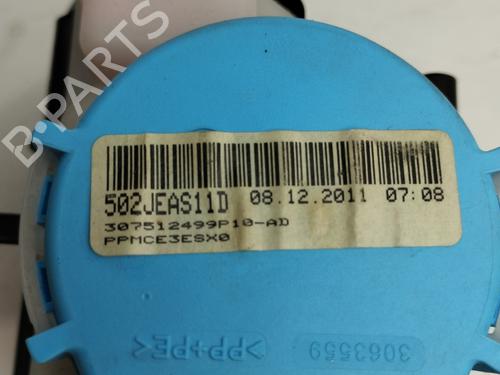 502JEAS11D 08.12.2011 07:08
307512499P10-AD
PPMCE3ESX0
B-PARTS
>PP+PE<
3063559